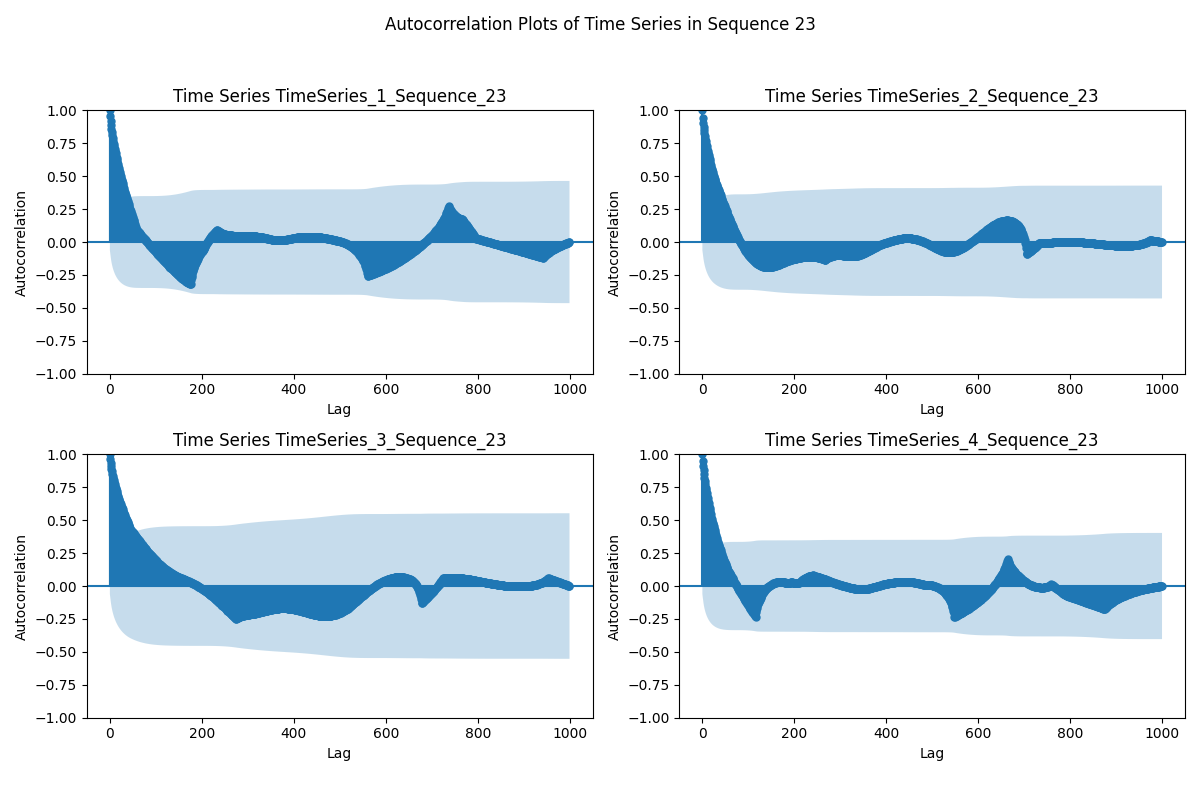 Autocorrelation Plots of Time Series in Sequence 23
Time Series TimeSeries_1_Sequence_23
1.00
0.75
0.50
0.25
0.00
−0.25
−0.50
−0.75
−1.00
Autocorrelation
0 200 400 600 800 1000
Lag
Time Series TimeSeries_2_Sequence_23
1.00
0.75
0.50
0.25
0.00
−0.25
−0.50
−0.75
−1.00
Autocorrelation
0 200 400 600 800 1000
Lag
Time Series TimeSeries_3_Sequence_23
1.00
0.75
0.50
0.25
0.00
−0.25
−0.50
−0.75
−1.00
Autocorrelation
0 200 400 600 800 1000
Lag
Time Series TimeSeries_4_Sequence_23
1.00
0.75
0.50
0.25
0.00
−0.25
−0.50
−0.75
−1.00
Autocorrelation
0 200 400 600 800 1000
Lag